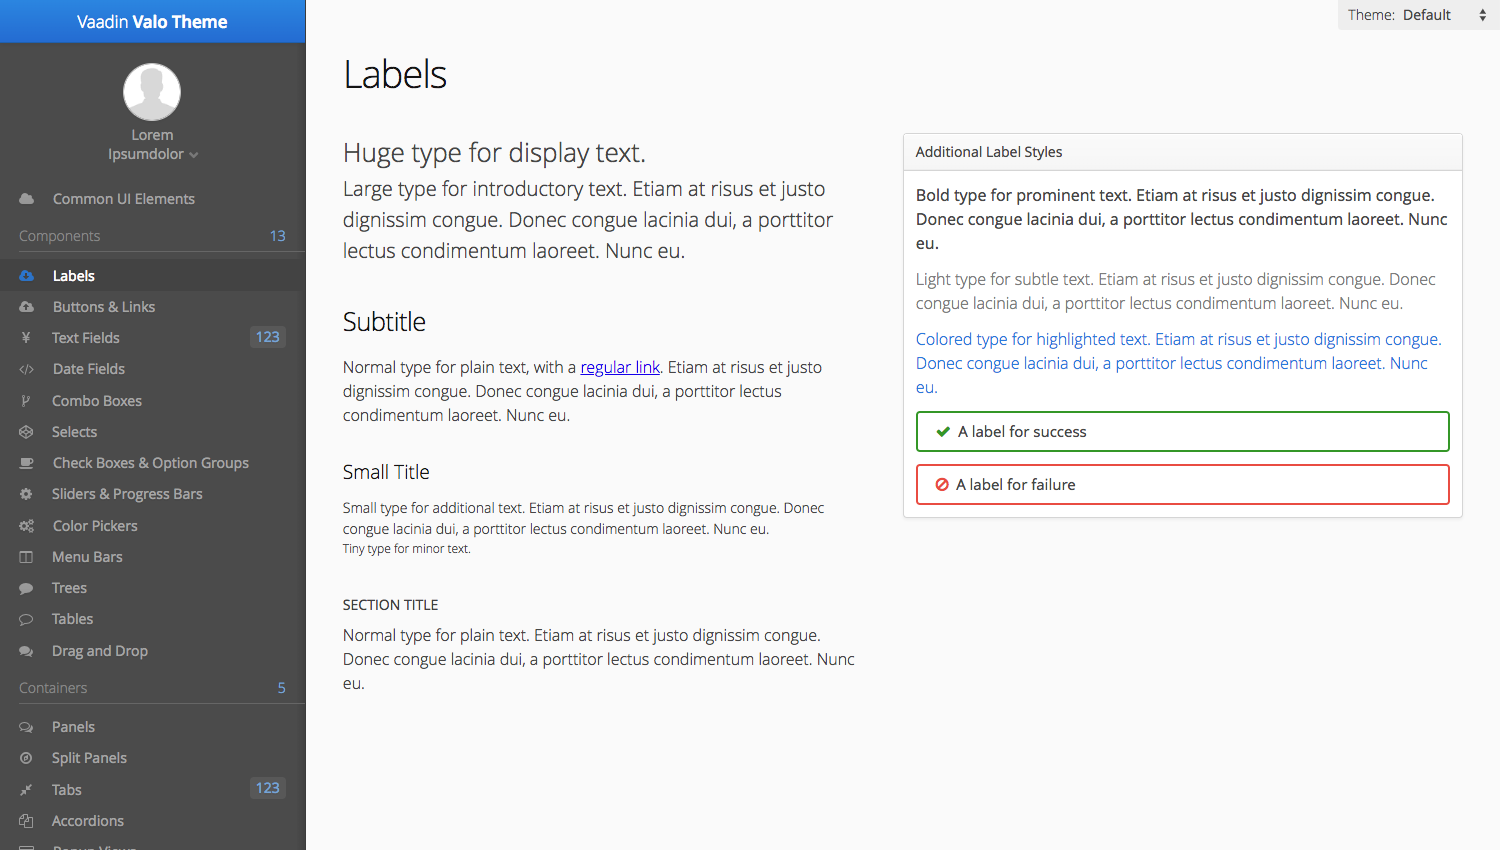 Vaadin Valo Theme
Lorem
Ipsumdolor
Common UI Elements
Components 13
Labels
Buttons & Links
Text Fields 123
Date Fields
Combo Boxes
Selects
Check Boxes & Option Groups
Sliders & Progress Bars
Color Pickers
Menu Bars
Trees
Tables
Drag and Drop
Containers 5
Panels
Split Panels
Tabs 123
Accordions
Popup Views
Theme: Default
Labels
Huge type for display text.
Large type for introductory text. Etiam at risus et justo
dignissim congue. Donec congue lacinia dui, a porttitor
lectus condimentum laoreet. Nunc eu.
Subtitle
Normal type for plain text, with a regular link. Etiam at risus et justo
dignissim congue. Donec congue lacinia dui, a porttitor lectus
condimentum laoreet. Nunc eu.
Small Title
Small type for additional text. Etiam at risus et justo dignissim congue. Donec
congue lacinia dui, a porttitor lectus condimentum laoreet. Nunc eu.
Tiny type for minor text.
SECTION TITLE
Normal type for plain text. Etiam at risus et justo dignissim congue.
Donec congue lacinia dui, a porttitor lectus condimentum laoreet. Nunc
eu.
Additional Label Styles
Bold type for prominent text. Etiam at risus et justo dignissim congue.
Donec congue lacinia dui, a porttitor lectus condimentum laoreet. Nunc
eu.
Light type for subtle text. Etiam at risus et justo dignissim congue. Donec
congue lacinia dui, a porttitor lectus condimentum laoreet. Nunc eu.
Colored type for highlighted text. Etiam at risus et justo dignissim congue.
Donec congue lacinia dui, a porttitor lectus condimentum laoreet. Nunc
eu.
A label for success
A label for failure